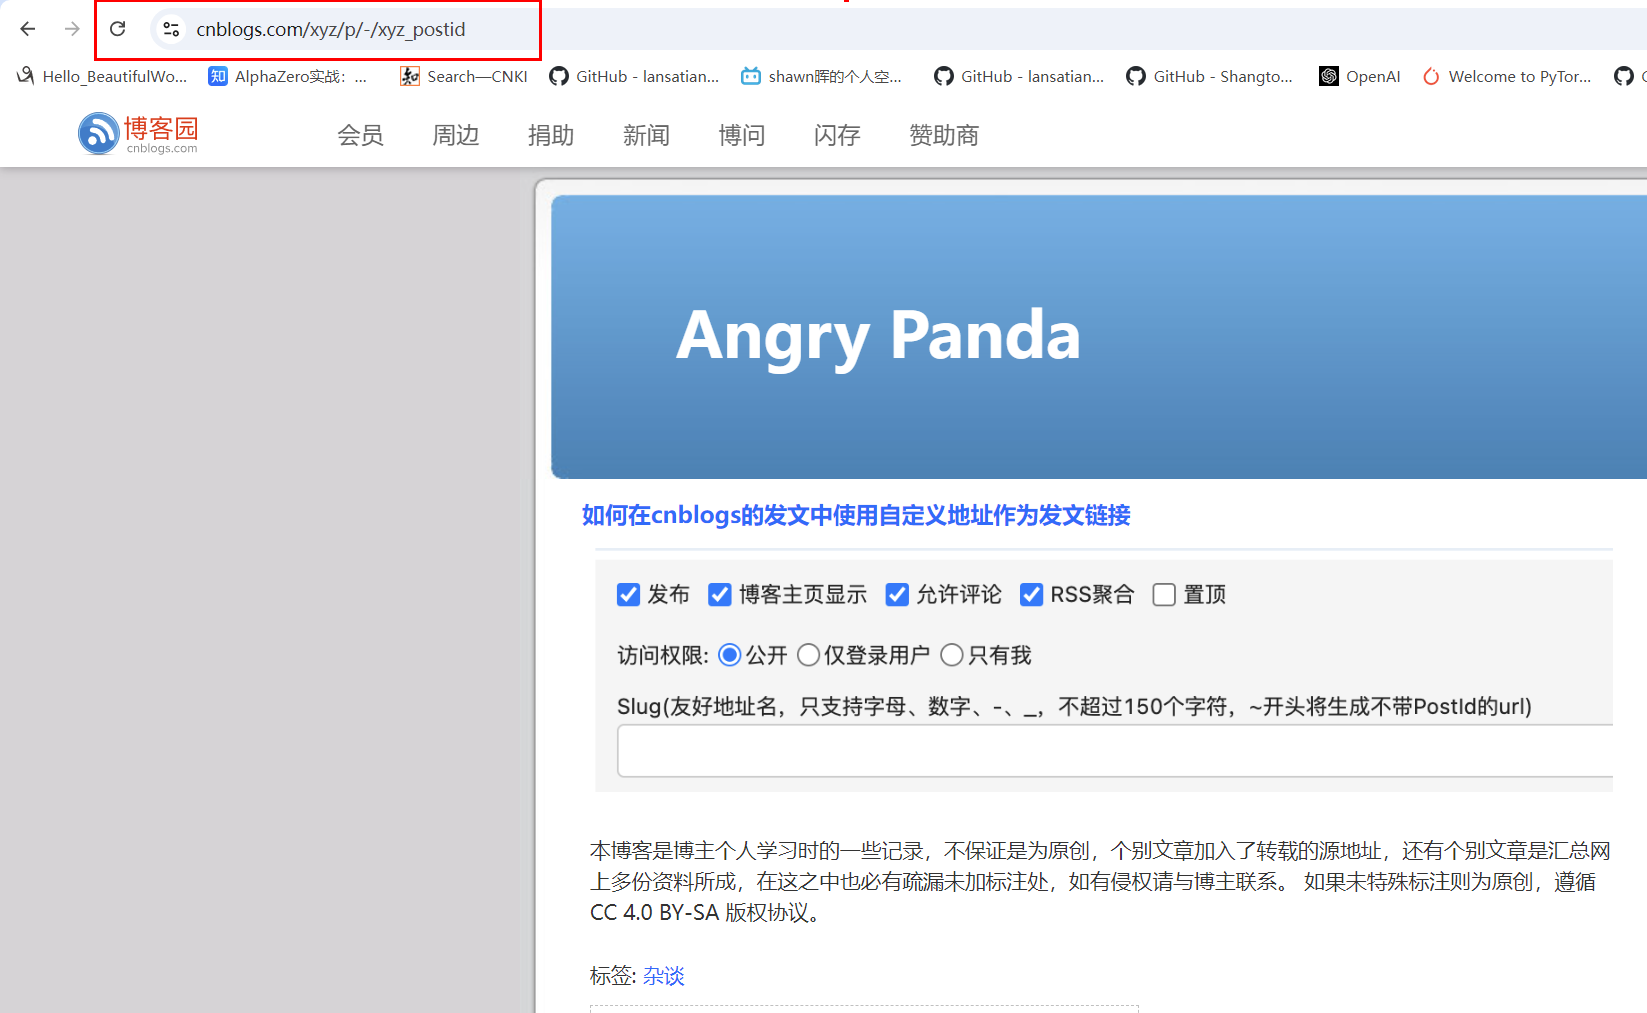 cnblogs.com/xyz/p/-/xyz_postid
Hello_BeautifulWo... 知 AlphaZero实战：... 知 Search—CNKI GitHub - lansatian... shawn晖的个人空... GitHub - lansatian... GitHub - Shangto... OpenAI Welcome to PyTor...
博客园 会员 周边 捐助 新闻 博问 闪存 赞助商
cnblogs.com
Angry Panda
如何在cnblogs的发文中使用自定义地址作为发文链接
发布 博客主页显示 允许评论 RSS聚合 置顶
访问权限: 公开 仅登录用户 只有我
Slug(友好地址名，只支持字母、数字、-、_，不超过150个字符，~开头将生成不带PostId的url)
本博客是博主个人学习时的一些记录，不保证是为原创，个别文章加入了转载的源地址，还有个别文章是汇总网
上多份资料所成，在这之中也必有疏漏未加标注处，如有侵权请与博主联系。 如果未特殊标注则为原创，遵循
CC 4.0 BY-SA 版权协议。
标签: 杂谈